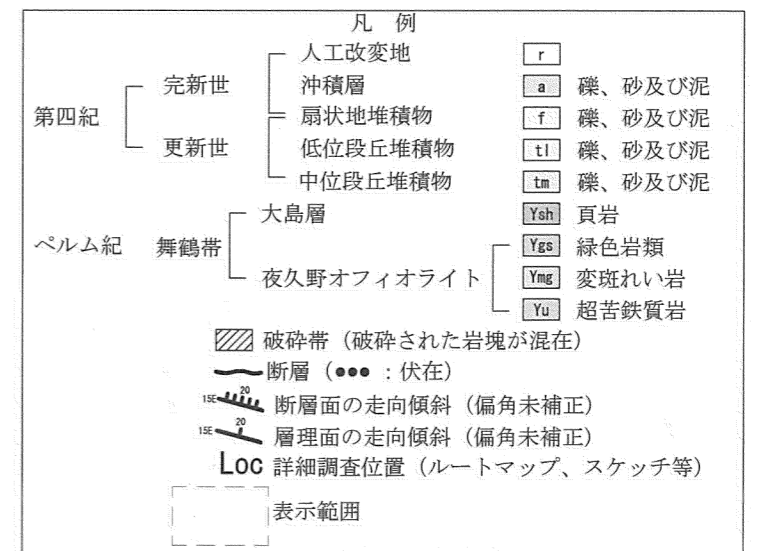 凡 例
人工改変地 r
完新世 沖積層 a 礫、砂及び泥
第四紀 扇状地堆積物 f 礫、砂及び泥
更新世 低位段丘堆積物 tl 礫、砂及び泥
中位段丘堆積物 tm 礫、砂及び泥
大島層 Ysh 頁岩
ペルム紀 舞鶴帯 Ygs 緑色岩類
夜久野オフィオライト Ymg 変斑れい岩
Yu 超苦鉄質岩
破砕帯（破砕された岩塊が混在）
断層（●●● ：伏在）
15E 20 断層面の走向傾斜（偏角未補正）
15E 20 層理面の走向傾斜（偏角未補正）
Loc 詳細調査位置（ルートマップ、スケッチ等）
表示範囲